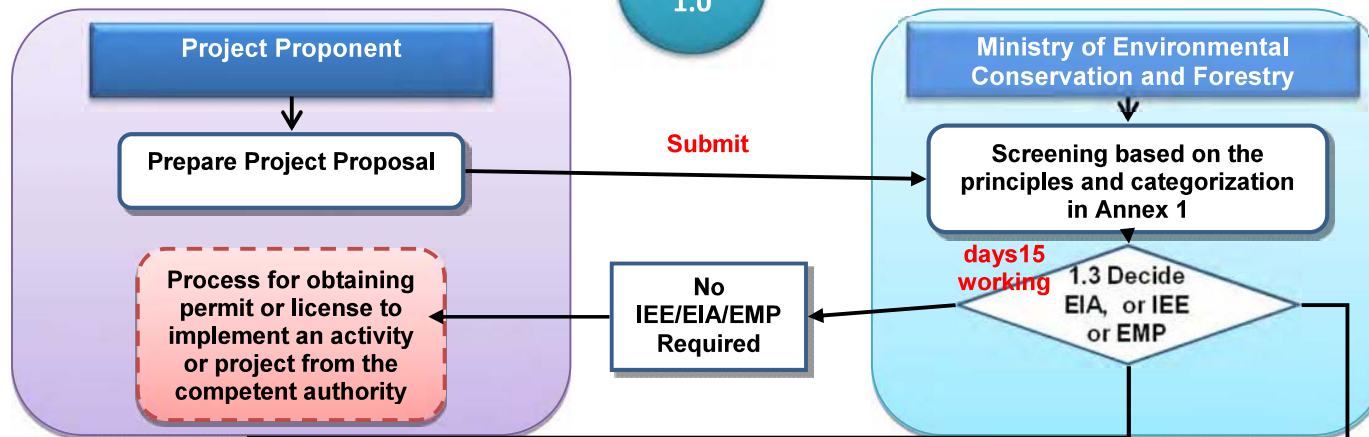 1.0
Project Proponent
Ministry of Environmental
Conservation and Forestry
Prepare Project Proposal
Submit
Screening based on the
principles and categorization
in Annex 1
days15
working
1.3 Decide
EIA, or IEE
or EMP
No
IEE/EIA/EMP
Required
Process for obtaining
permit or license to
implement an activity
or project from the
competent authority